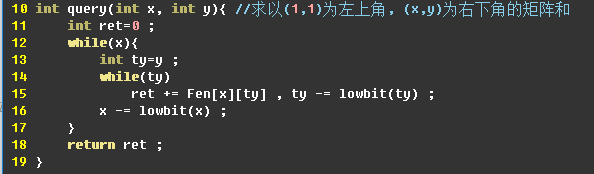 10 int query(int x, int y){ //求以(1,1)为左上角, (x,y)为右下角的矩阵和
11     int ret=0 ;
12     while(x){
13         int ty=y ;
14         while(ty)
15             ret += Fen[x][ty] , ty -= lowbit(ty) ;
16         x -= lowbit(x) ;
17     }
18     return ret ;
19 }